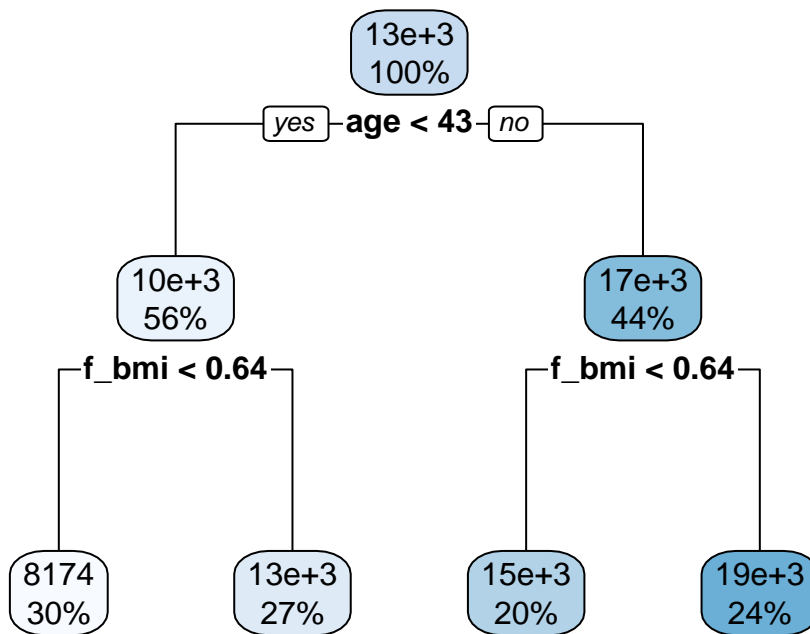 13e+3
100%
yes age < 43 no
10e+3
56%
17e+3
44%
f_bmi < 0.64
f_bmi < 0.64
8174
30%
13e+3
27%
15e+3
20%
19e+3
24%